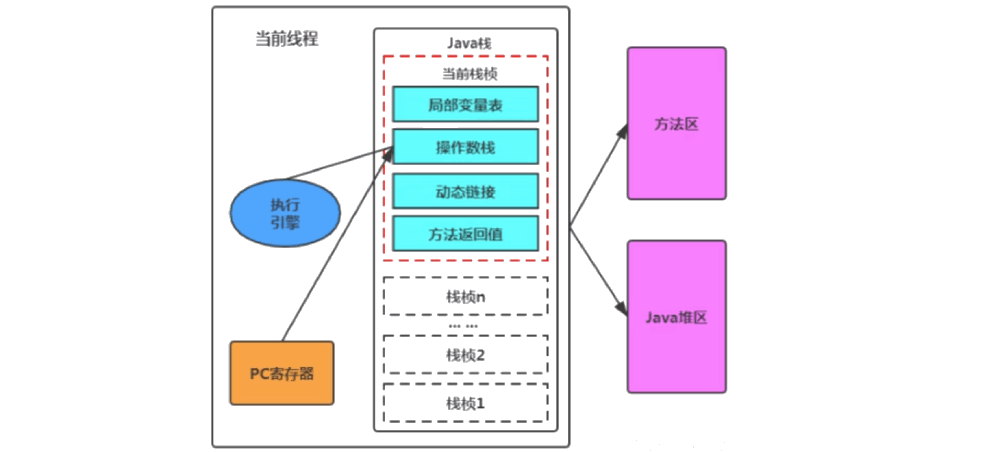 当前线程
Java栈
当前栈桢
局部变量表
操作数栈
动态链接
方法返回值
执行
引擎
PC寄存器
栈桢n
... ...
栈桢2
栈桢1
方法区
Java堆区